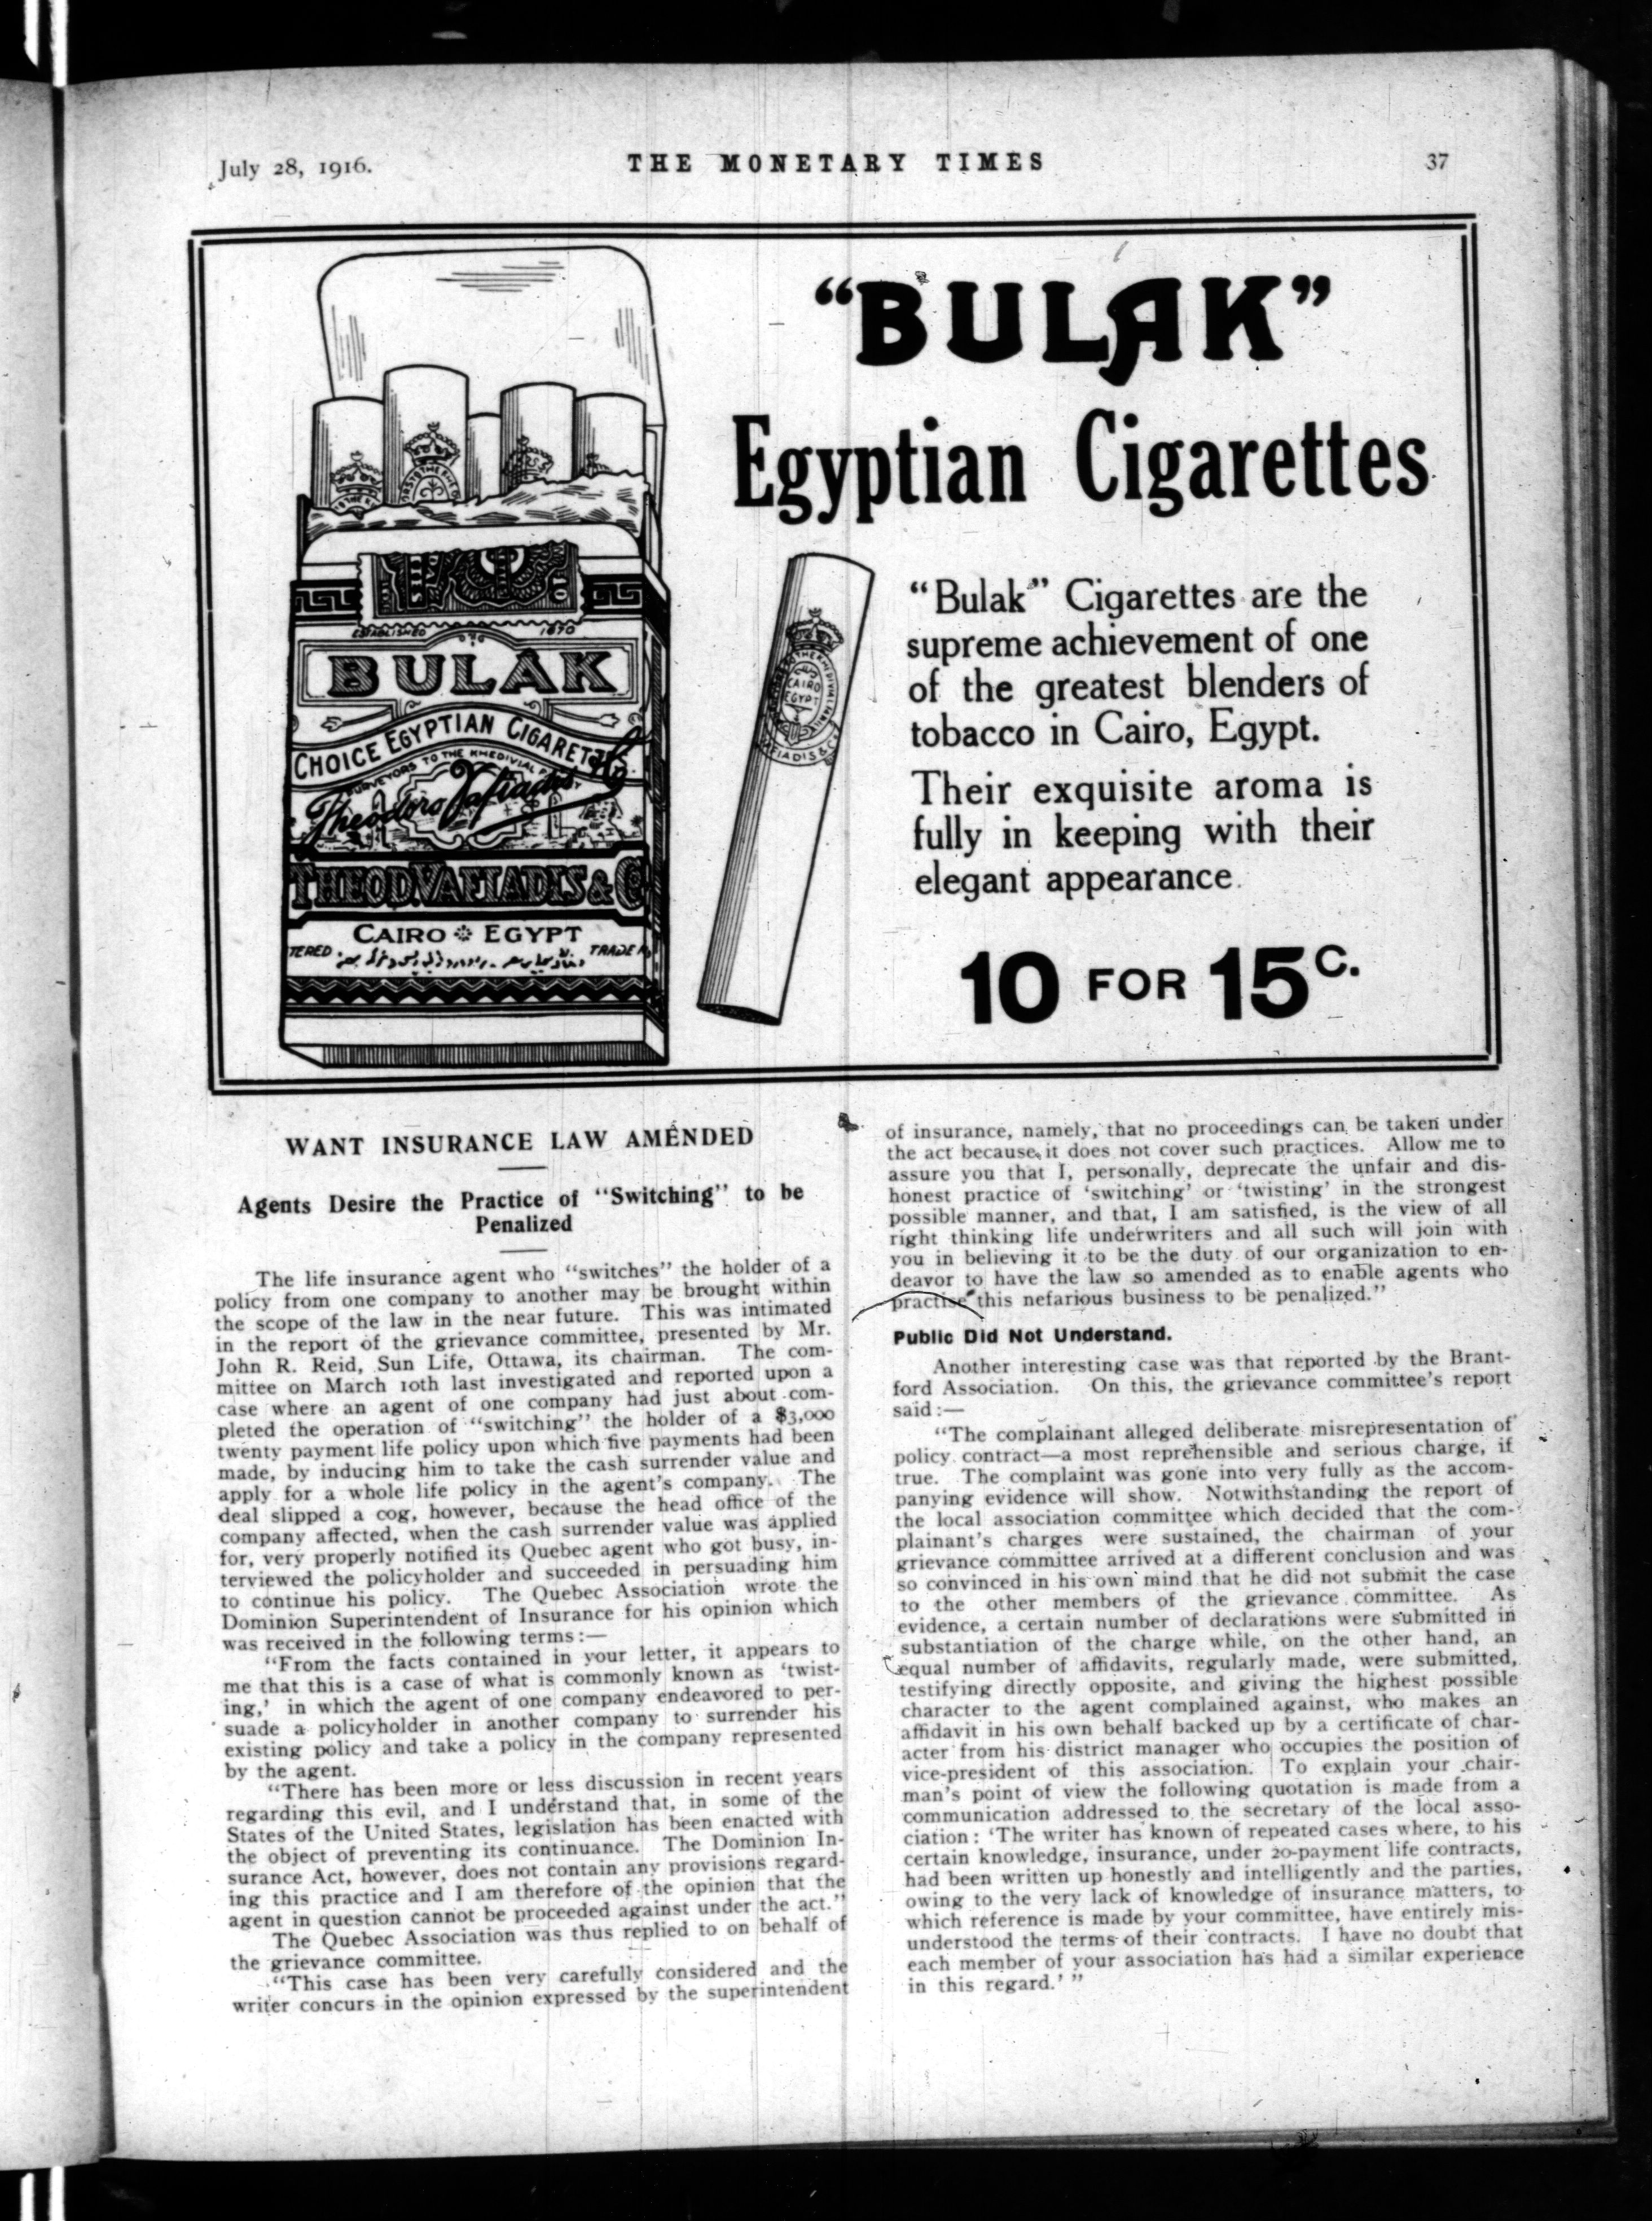 July 28, 1916.
THE MONETARY TIMES
37
"BULAK"
Egyptian Cigarettes
"Bulak" Cigarettes are the
supreme achievement of one
of the greatest blenders of
tobacco in Cairo, Egypt.
Their exquisite aroma is
fully in keeping with their
elegant appearance.
10 FOR 15C.
ESTABLISHED 1870
BULAK
CHOICE EGYPTIAN CIGARETTES
PURVEYORS TO THE KHEDIVIAL
Theodoro Vafiadis
THEOD. VAFIADIS & Co
CAIRO EGYPT
TERED
TRADE
CAIRO
EGYPT
WANT INSURANCE LAW AMENDED
Agents Desire the Practice of "Switching" to be
Penalized
The life insurance agent who "switches" the holder of a
policy from one company to another may be brought within
the scope of the law in the near future. This was intimated
in the report of the grievance committee, presented by Mr.
John R. Reid, Sun Life, Ottawa, its chairman. The com-
mittee on March 10th last investigated and reported upon a
case where an agent of one company had just about com-
pleted the operation of "switching" the holder of a $3,000
twenty payment life policy upon which five payments had been
made, by inducing him to take the cash surrender value and
apply for a whole life policy in the agent's company. The
deal slipped a cog, however, because the head office of the
company affected, when the cash surrender value was applied
for, very properly notified its Quebec agent who got busy, in-
terviewed the policyholder and succeeded in persuading him
to continue his policy. The Quebec Association wrote the
Dominion Superintendent of Insurance for his opinion which
was received in the following terms:—
"From the facts contained in your letter, it appears to
me that this is a case of what is commonly known as 'twist-
ing,' in which the agent of one company endeavored to per-
suade a policyholder in another company to surrender his
existing policy and take a policy in the company represented
by the agent.
"There has been more or less discussion in recent years
regarding this evil, and I understand that, in some of the
States of the United States, legislation has been enacted with
the object of preventing its continuance. The Dominion In-
surance Act, however, does not contain any provisions regard-
ing this practice and I am therefore of the opinion that the
agent in question cannot be proceeded against under the act."
The Quebec Association was thus replied to on behalf of
the grievance committee.
"This case has been very carefully considered and the
writer concurs in the opinion expressed by the superintendent
of insurance, namely, that no proceedings can be taken under
the act because it does not cover such practices. Allow me to
assure you that I, personally, deprecate the unfair and dis-
honest practice of 'switching' or 'twisting' in the strongest
possible manner, and that, I am satisfied, is the view of all
right thinking life underwriters and all such will join with
you in believing it to be the duty of our organization to en-
deavor to have the law so amended as to enable agents who
practise this nefarious business to be penalized."
Public Did Not Understand.
Another interesting case was that reported by the Brant-
ford Association. On this, the grievance committee's report
said:—
"The complainant alleged deliberate misrepresentation of
policy contract—a most reprehensible and serious charge, if
true. The complaint was gone into very fully as the accom-
panying evidence will show. Notwithstanding the report of
the local association committee which decided that the com-
plainant's charges were sustained, the chairman of your
grievance committee arrived at a different conclusion and was
so convinced in his own mind that he did not submit the case
to the other members of the grievance committee. As
evidence, a certain number of declarations were submitted in
substantiation of the charge while, on the other hand, an
equal number of affidavits, regularly made, were submitted,
testifying directly opposite, and giving the highest possible
character to the agent complained against, who makes an
affidavit in his own behalf backed up by a certificate of char-
acter from his district manager who occupies the position of
vice-president of this association. To explain your chair-
man's point of view the following quotation is made from a
communication addressed to the secretary of the local asso-
ciation: 'The writer has known of repeated cases where, to his
certain knowledge, insurance, under 20-payment life contracts,
had been written up honestly and intelligently and the parties,
owing to the very lack of knowledge of insurance matters, to
which reference is made by your committee, have entirely mis-
understood the terms of their contracts. I have no doubt that
each member of your association has had a similar experience
in this regard.' "